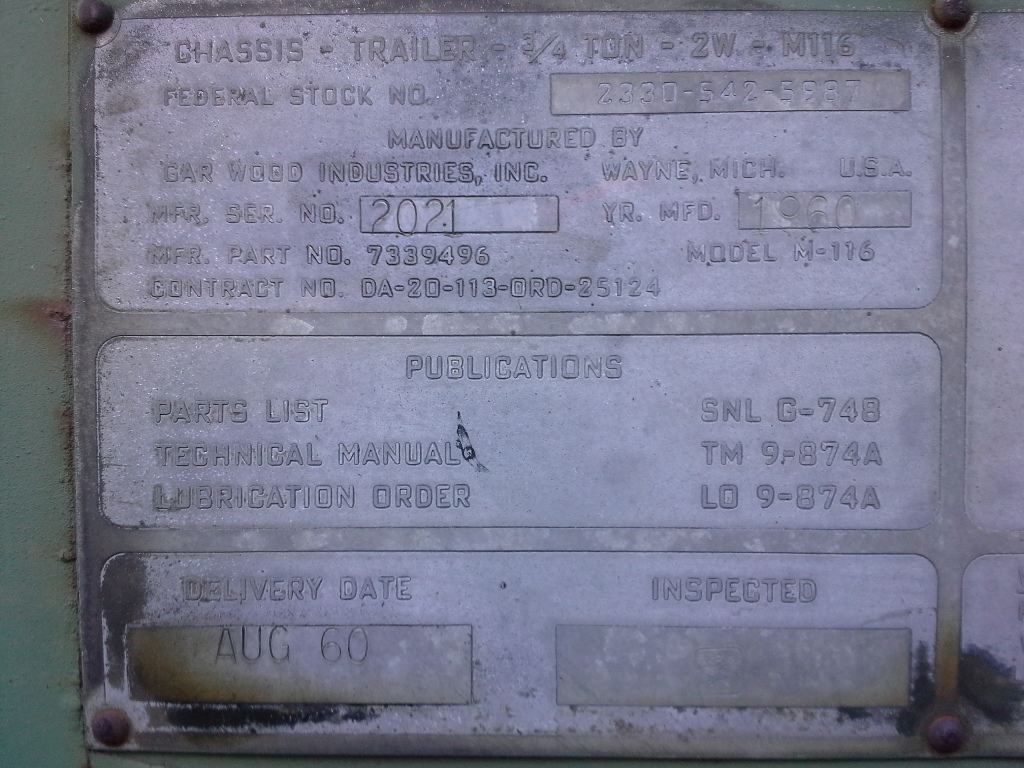 CHASSIS - TRAILER - 3/4 TON - 2W - M116
FEDERAL STOCK NO. 2330-542-5987
MANUFACTURED BY
GAR WOOD INDUSTRIES, INC. WAYNE, MICH. U.S.A.
MFR. SER. NO. 2021 YR. MFD. 1960
MFR. PART NO. 7339496 MODEL M-116
CONTRACT NO. DA-20-113-ORD-25124
PUBLICATIONS
PARTS LIST SNL G-748
TECHNICAL MANUAL TM 9-874A
LUBRICATION ORDER LO 9-874A
DELIVERY DATE INSPECTED
AUG 60